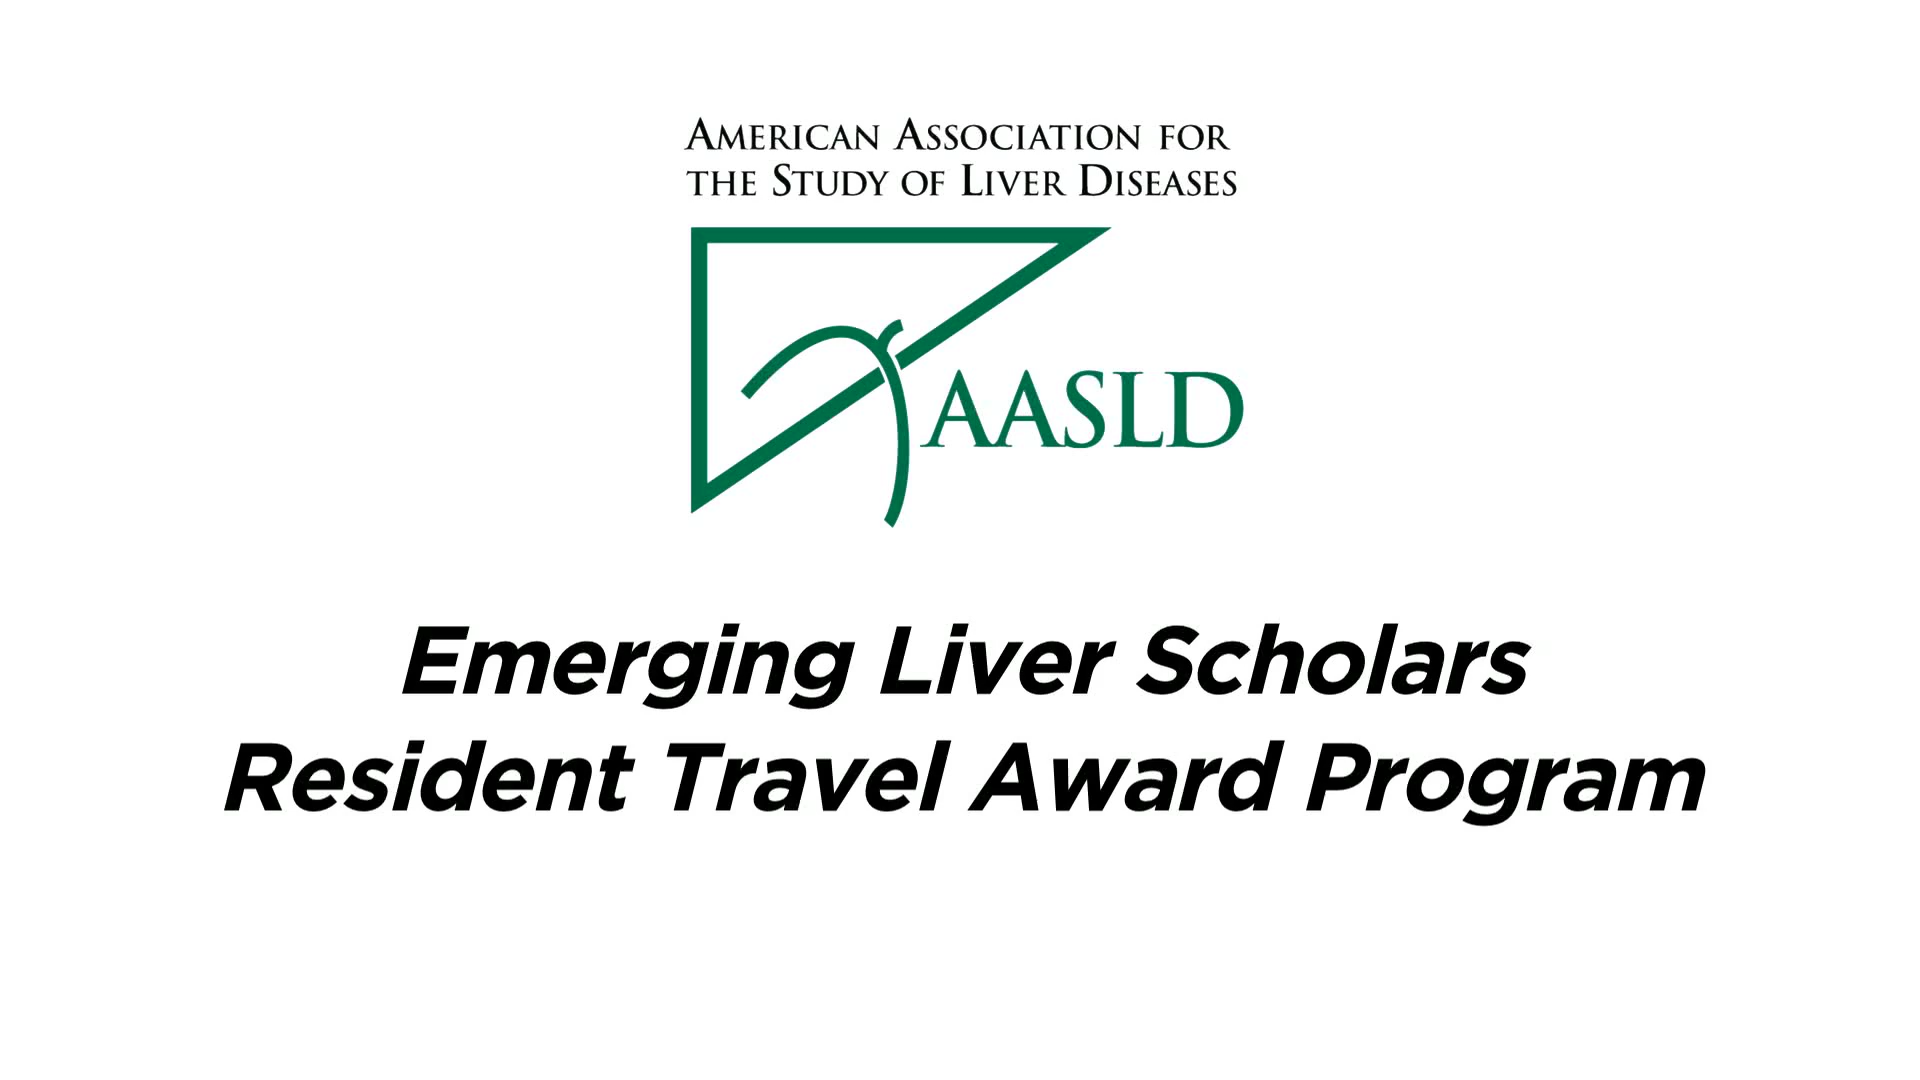 American Association for
the Study of Liver Diseases
AASLD
Emerging Liver Scholars
Resident Travel Award Program